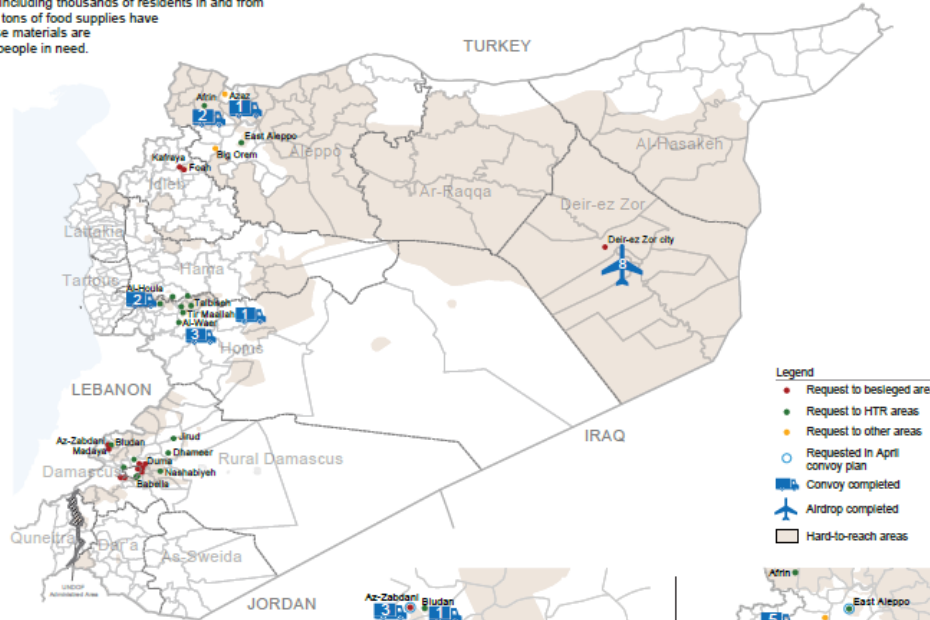 including thousands of residents in and from
tons of food supplies have
se materials are
people in need.
TURKEY
Afrin
Azaz
2
1
East Aleppo
Big Orem
Aleppo
Kafraya
Foah
Idleb
Al-Hasakeh
Ar-Raqqa
Deir-ez Zor
Lattakia
Deir-ez Zor city
8
Hama
Tartous
Al-Houla
2
Talbiseh
Tir Maallah
1
Al-Waer
3
Homs
LEBANON
Legend
Request to besieged are
Request to HTR areas
Request to other areas
Requested in April
convoy plan
Convoy completed
Airdrop completed
Hard-to-reach areas
IRAQ
Jirud
Az-Zabdani
Bludan
Madaya
Dhameer
Duma
Rural Damascus
Damascus
Nashabiyeh
Babella
Quneitra
Dar'a
As-Sweida
UNDOF
Administered Area
JORDAN
Az-Zabdani
Bludan
3
1
Afrin
East Aleppo
5